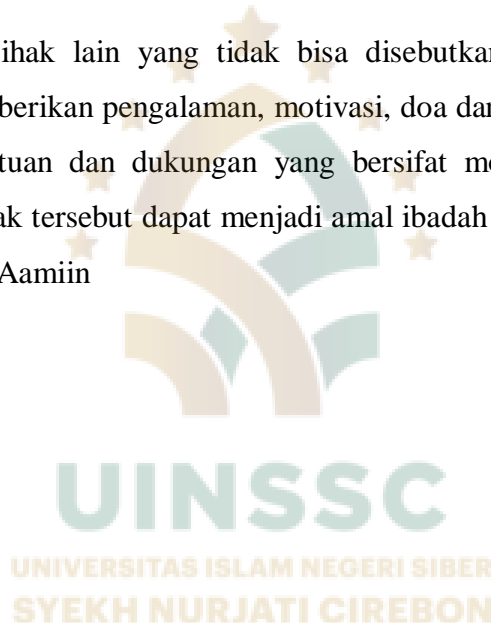 ihak lain yang tidak bisa disebutkan
berikan pengalaman, motivasi, doa dan
tuan dan dukungan yang bersifat
ak tersebut dapat menjadi amal ibadah
Aamiin
UINSSC
UNIVERSITAS ISLAM NEGERI SIBER
SYEKH NURJATI CIREBON